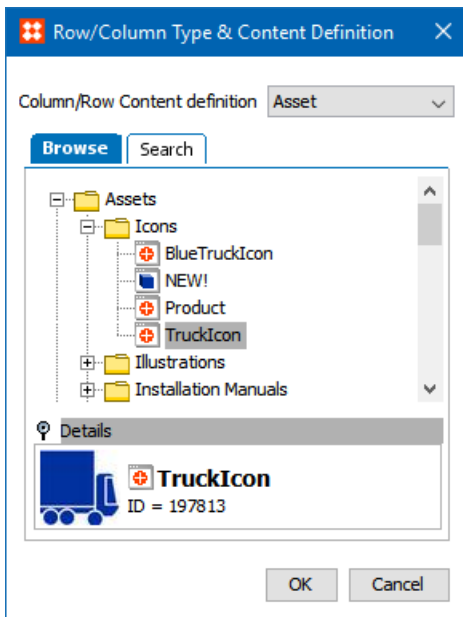 Row/Column Type & Content Definition
Column/Row Content definition Asset
Browse Search
Assets
Icons
BlueTruckIcon
NEW!
Product
TruckIcon
Illustrations
Installation Manuals
Details
TruckIcon
ID = 197813
OK Cancel